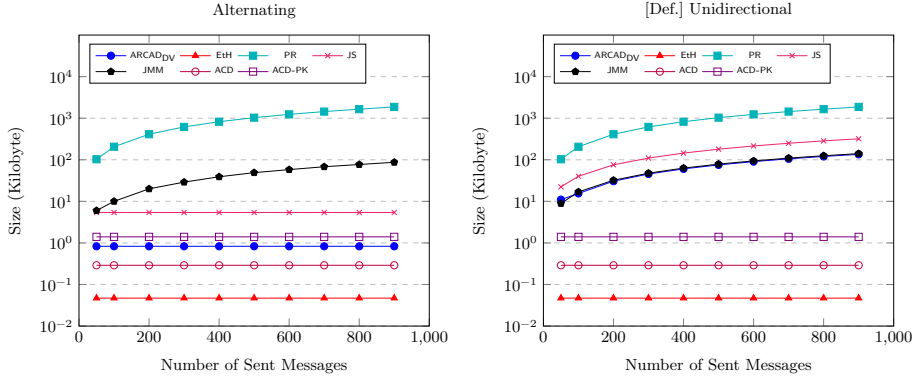 Alternating
ARCAD_DV EtH PR JS
JMM ACD ACD-PK
10^4
10^3
10^2
10^1
10^0
10^−1
10^−2
Size (Kilobyte)
0 200 400 600 800 1,000
Number of Sent Messages
[Def.] Unidirectional
ARCAD_DV EtH PR JS
JMM ACD ACD-PK
10^4
10^3
10^2
10^1
10^0
10^−1
10^−2
Size (Kilobyte)
0 200 400 600 800 1,000
Number of Sent Messages